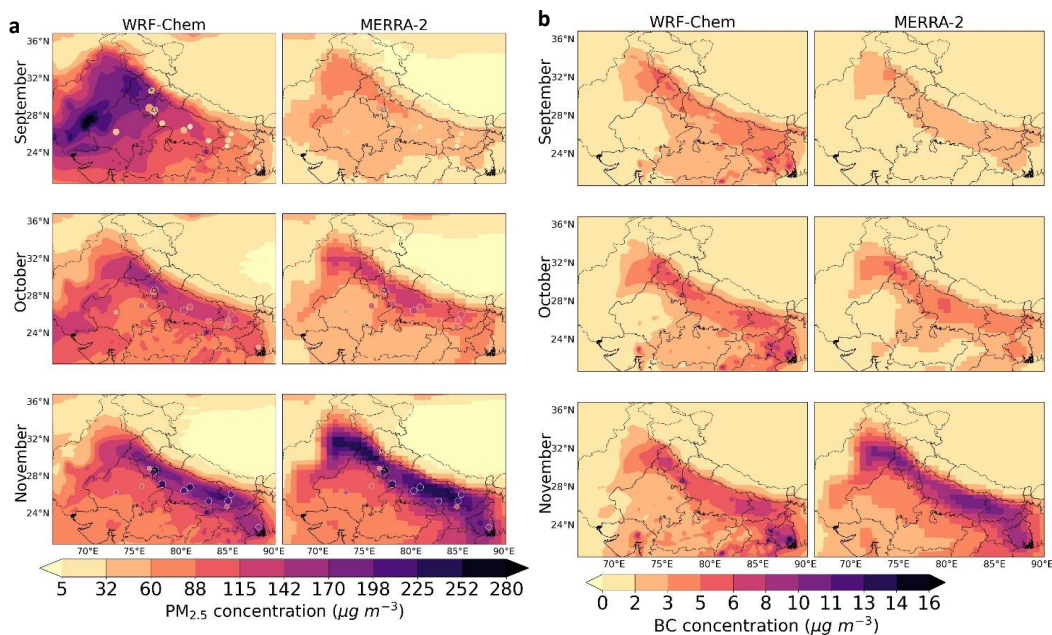 a
WRF-Chem MERRA-2
36°N
32°N
28°N
24°N
September
36°N
32°N
28°N
24°N
October
36°N
32°N
28°N
24°N
November
70°E 75°E 80°E 85°E 90°E 70°E 75°E 80°E 85°E 90°E
5 32 60 88 115 142 170 198 225 252 280
PM2.5 concentration (μg m−3)
b
WRF-Chem MERRA-2
36°N
32°N
28°N
24°N
September
36°N
32°N
28°N
24°N
October
36°N
32°N
28°N
24°N
November
70°E 75°E 80°E 85°E 90°E 70°E 75°E 80°E 85°E 90°E
0 2 3 5 6 8 10 11 13 14 16
BC concentration (μg m−3)